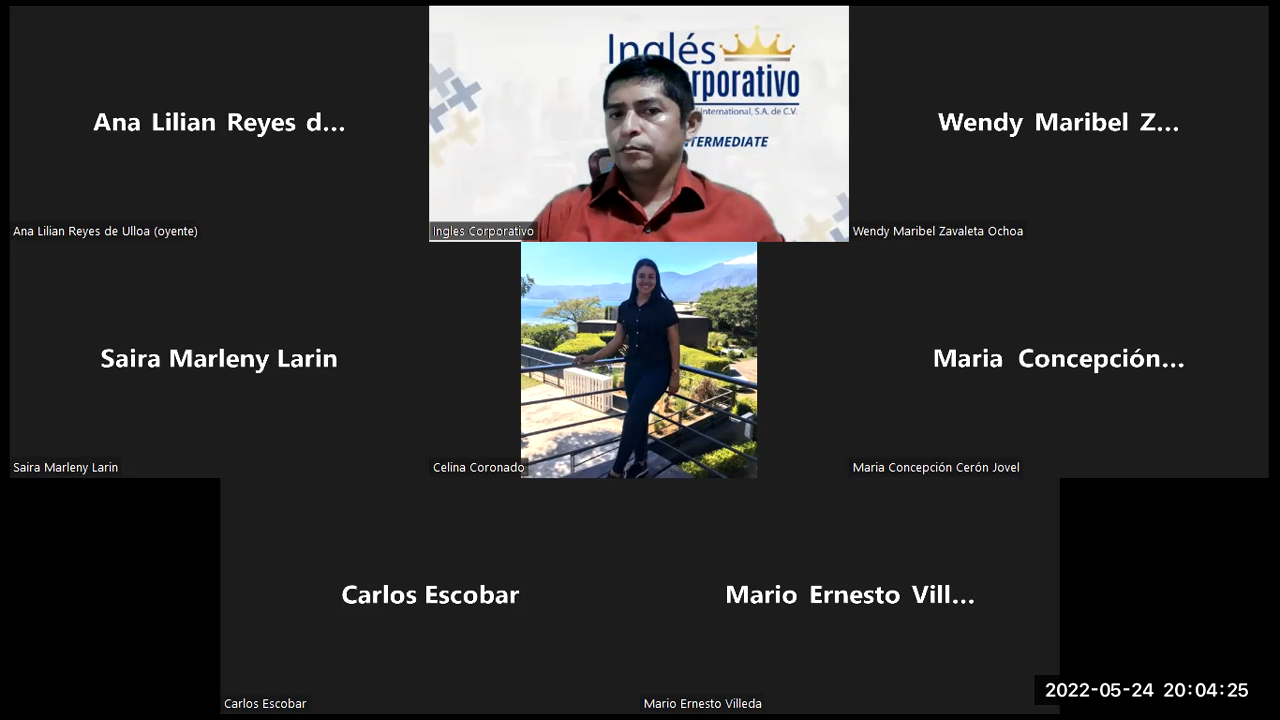 Ana Lilian Reyes d...
Ana Lilian Reyes de Ulloa (oyente)
Inglés
rporativo
International, S.A. de C.V.
TERMEDIATE
Ingles Corporativo
Wendy Maribel Z...
Wendy Maribel Zavaleta Ochoa
Saira Marleny Larin
Saira Marleny Larin
Celina Coronado
Maria Concepción...
Maria Concepción Cerón Jovel
Carlos Escobar
Carlos Escobar
Mario Ernesto Vill...
Mario Ernesto Villeda
2022-05-24 20:04:25